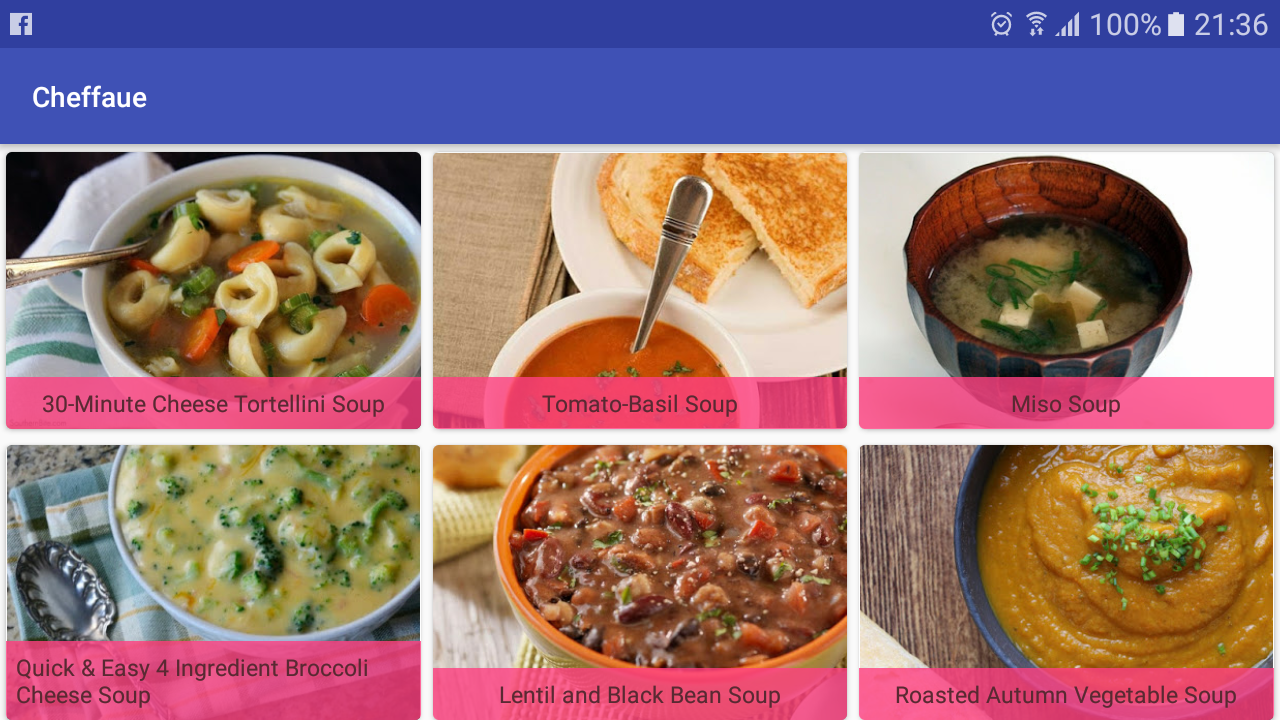 100% 21:36
Cheffaue
30-Minute Cheese Tortellini Soup
Tomato-Basil Soup
Miso Soup
Quick & Easy 4 Ingredient Broccoli
Cheese Soup
Lentil and Black Bean Soup
Roasted Autumn Vegetable Soup